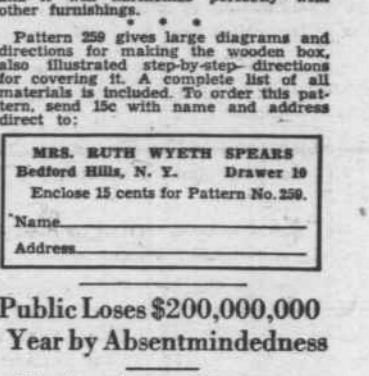 other furnishings.
* * *
Pattern 259 gives large diagrams and
directions for making the wooden box,
also illustrated step-by-step directions
for covering it. A complete list of all
materials is included. To order this pat-
tern, send 15c with name and address
direct to:
MRS. RUTH WYETH SPEARS
Bedford Hills, N. Y. Drawer 10
Enclose 15 cents for Pattern No. 259.
Name
Address
Public Loses $200,000,000
Year by Absentmindedness